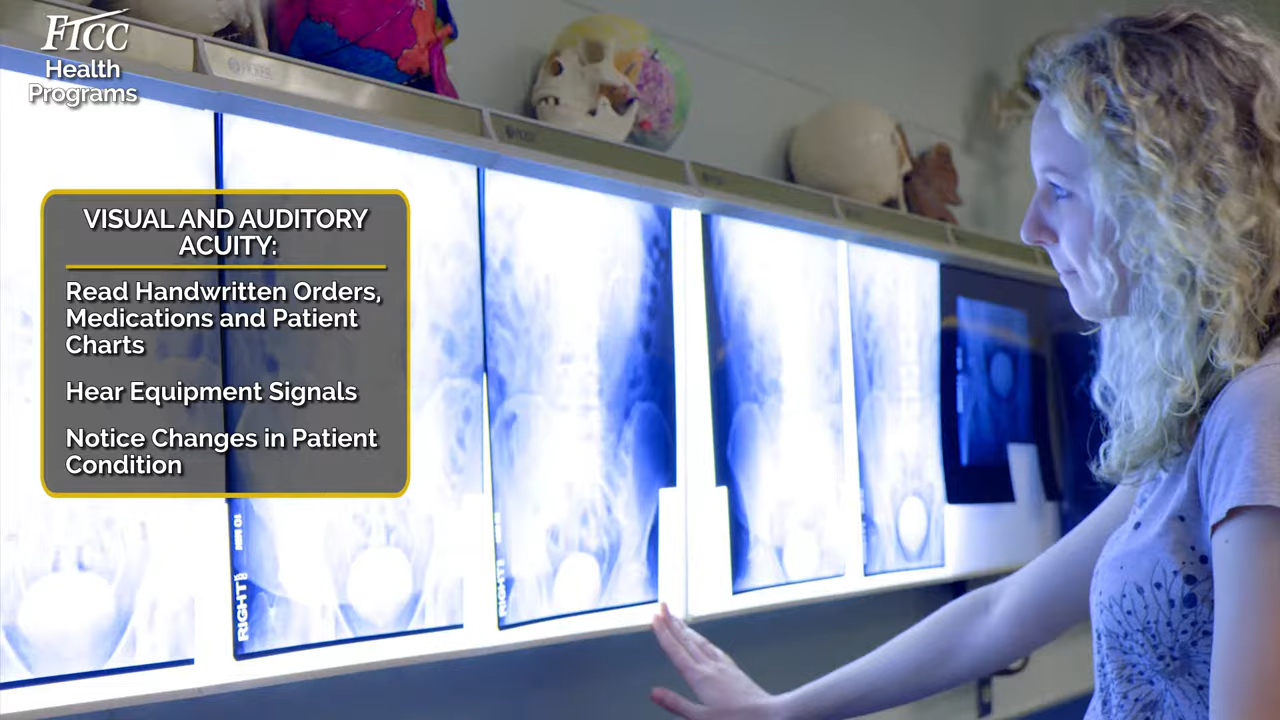 FTCC
Health
Programs
PICKER
VISUAL AND AUDITORY
ACUITY:
Read Handwritten Orders,
Medications and Patient
Charts
Hear Equipment Signals
Notice Changes in Patient
Condition
RIGHT
RIGHT